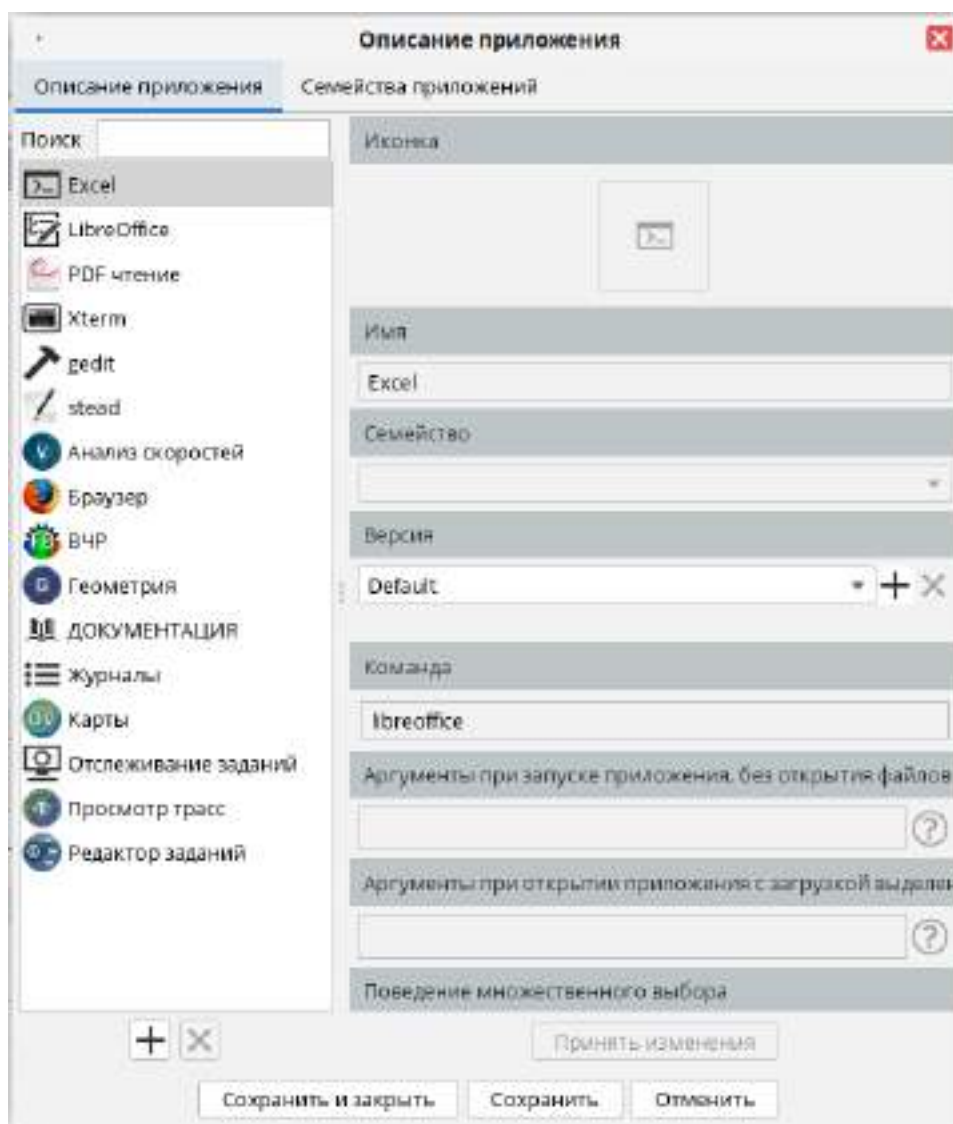 Описание приложения
Описание приложения Семейства приложений
Поиск
Excel
LibreOffice
PDF чтение
Xterm
gedit
stead
Анализ скоростей
Браузер
ВЧР
Геометрия
ДОКУМЕНТАЦИЯ
Журналы
Карты
Отслеживание заданий
Просмотр трасс
Редактор заданий
Иконка
Имя
Excel
Семейство
Версия
Default
Команда
libreoffice
Аргументы при запуске приложения, без открытия файлов
Аргументы при открытии приложения с загрузкой выделен
Поведение множественного выбора
Принять изменения
Сохранить и закрыть Сохранить Отменить